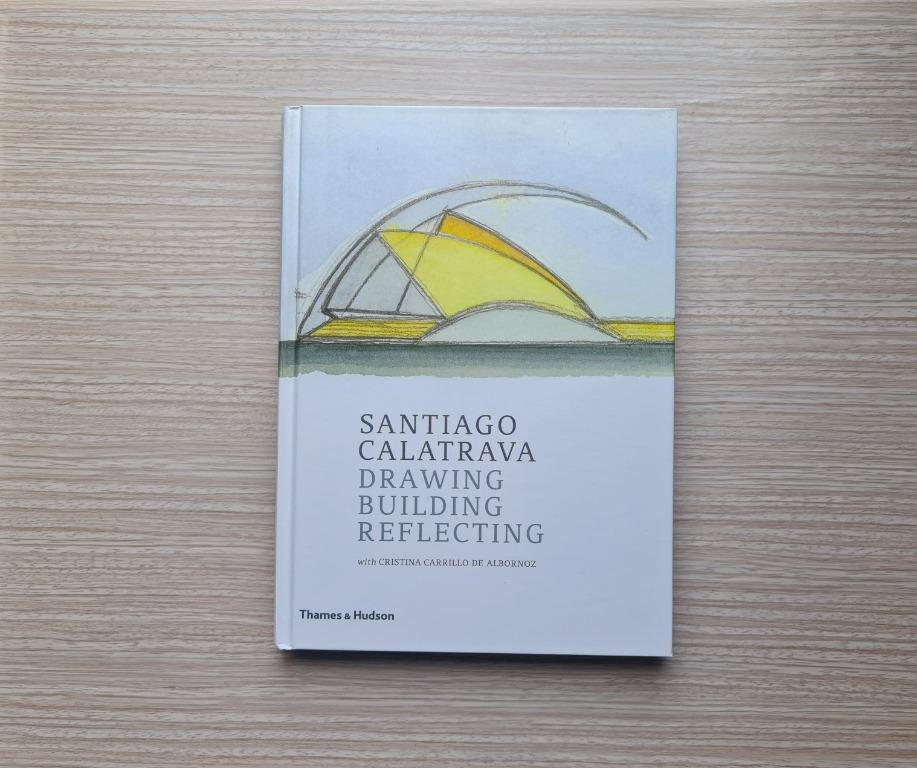 SANTIAGO
CALATRAVA
DRAWING
BUILDING
REFLECTING
with CRISTINA CARRILLO DE ALBORNOZ
Thames & Hudson